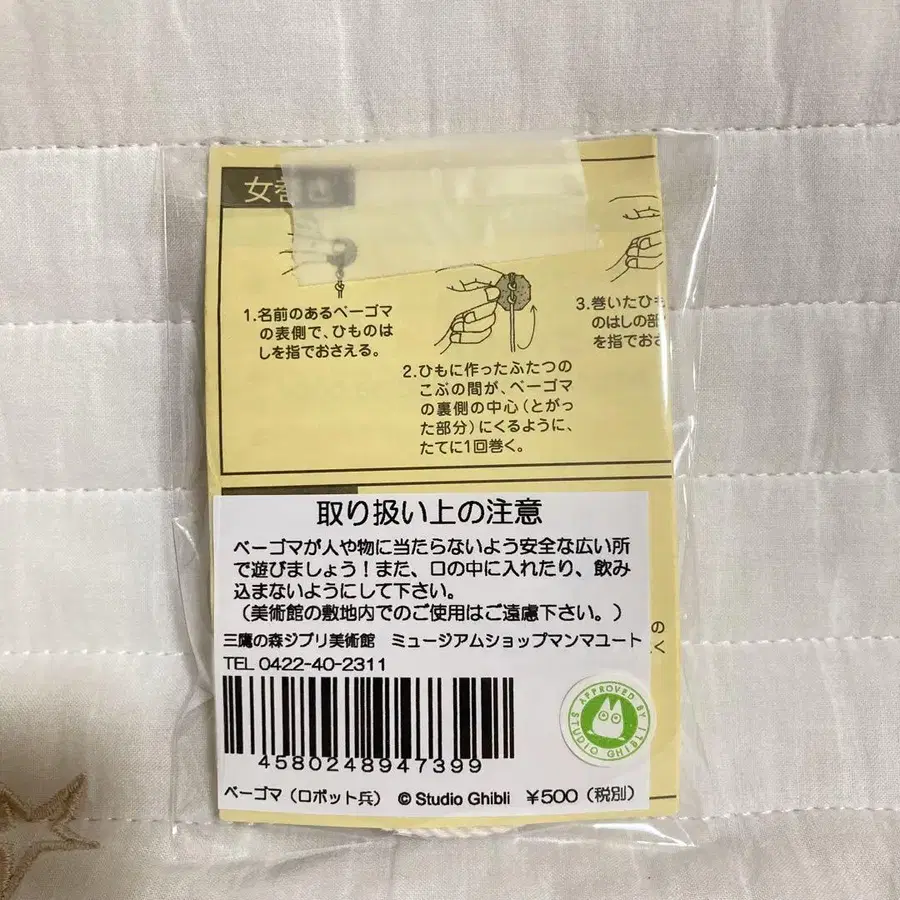 女巻き
1.名前のあるベーゴマ
の表側で、ひものは
しを指でおさえる。
2.ひもに作ったふたつの
こぶの間が、ベーゴマ
の裏側の中心(とがっ
た部分)にくるように、
たてに1回巻く。
3.巻いたひも
のはしの部
を指でおさ
取り扱い上の注意
ベーゴマが人や物に当たらないよう安全な広い所
で遊びましょう！また、口の中に入れたり、飲み
込まないようにして下さい。
（美術館の敷地内でのご使用はご遠慮下さい。）
三鷹の森ジブリ美術館　ミュージアムショップマンマユート
TEL 0422-40-2311
4580248947399
APPROVED BY
STUDIO GHIBLI
ベーゴマ（ロボット兵）　© Studio Ghibli　¥500（税別）